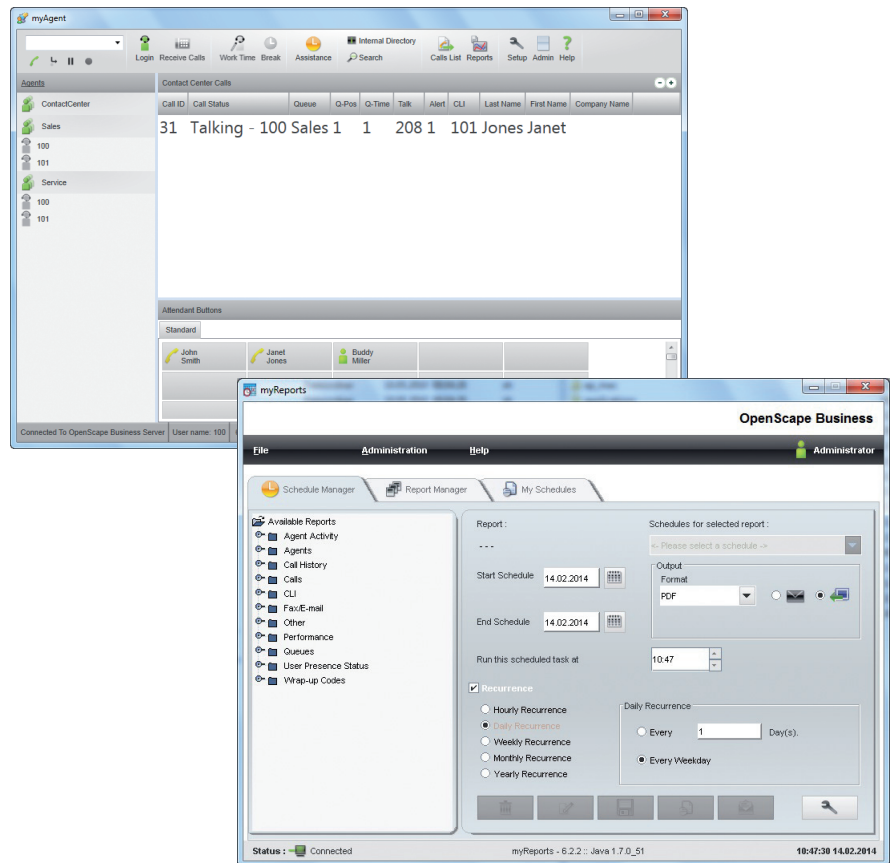 myAgent
Login Receive Calls Work Time Break Assistance Internal Directory Search Calls List Reports Setup Admin Help
Agents
ContactCenter
Sales
100
101
Service
100
101
Contact Center Calls
Call ID Call Status Queue Q-Pos Q-Time Talk Alert CLI Last Name First Name Company Name
31 Talking - 100 Sales 1 1 208 1 101 Jones Janet
Attendant Buttons
Standard
John Smith
Janet Jones
Buddy Miller
Connected To OpenScape Business Server User name: 100
myReports
OpenScape Business
File Administration Help Administrator
Schedule Manager Report Manager My Schedules
Available Reports
Agent Activity
Agents
Call History
Calls
CLI
Fax/E-mail
Other
Performance
Queues
User Presence Status
Wrap-up Codes
Report : Schedules for selected report :
--- <- Please select a schedule ->
Output
Format
PDF
Start Schedule 14.02.2014
End Schedule 14.02.2014
Run this scheduled task at 10:47
Recurrence
Hourly Recurrence
Daily Recurrence
Weekly Recurrence
Monthly Recurrence
Yearly Recurrence
Daily Recurrence
Every 1 Day(s).
Every Weekday
Status : Connected myReports - 6.2.2 :: Java 1.7.0_51 10:47:30 14.02.2014